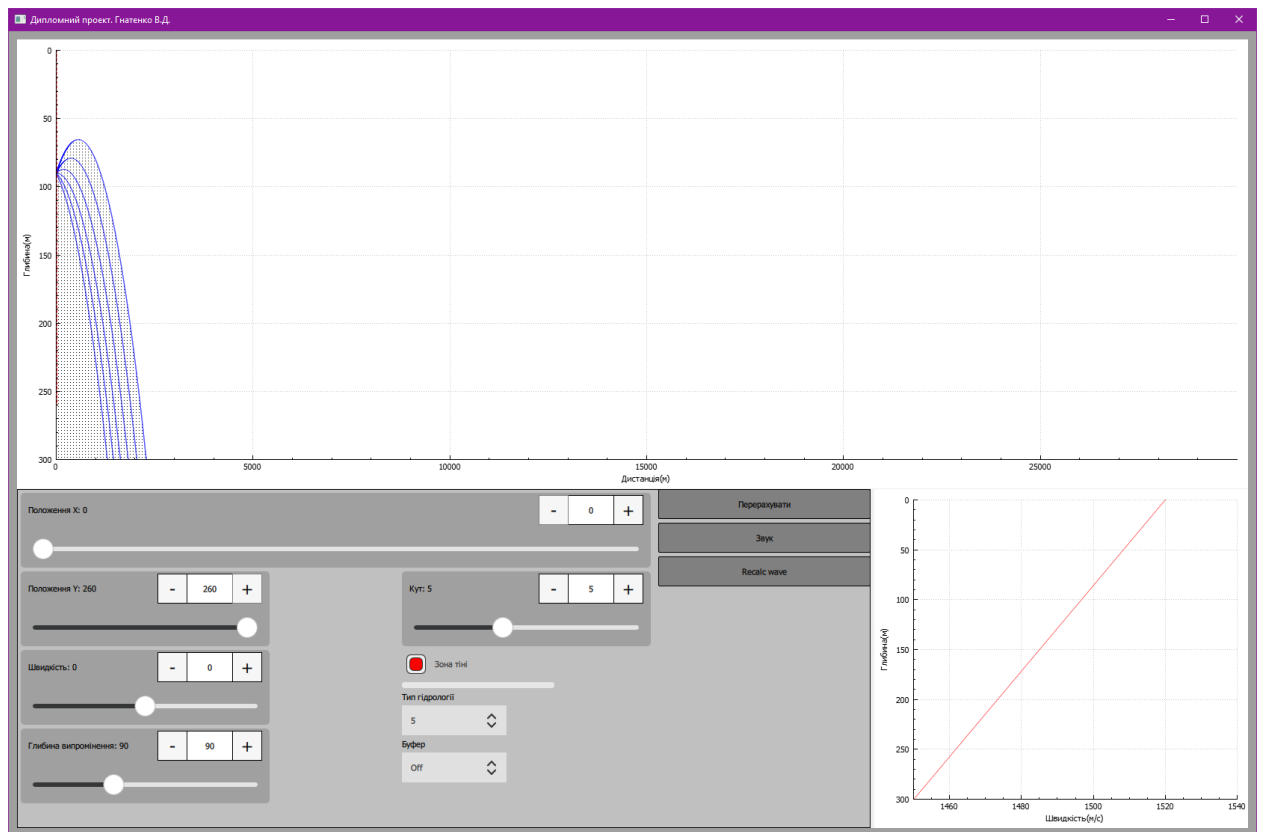 Дипломний проект. Гнатенко В.Д.
0
50
100
150
200
250
300
Глибина(м)
0 5000 10000 15000 20000 25000
Дистанція(м)
Положення X: 0 - 0 +
Перерахувати
Звук
Recalc wave
Положення Y: 260 - 260 +
Кут: 5 - 5 +
Швидкість: 0 - 0 +
Зона тіні
Тип гідрології
5
Глибина випромінення: 90 - 90 +
Буфер
Off
0
50
100
150
200
250
300
Глибина(м)
1460 1480 1500 1520 1540
Швидкість(м/с)